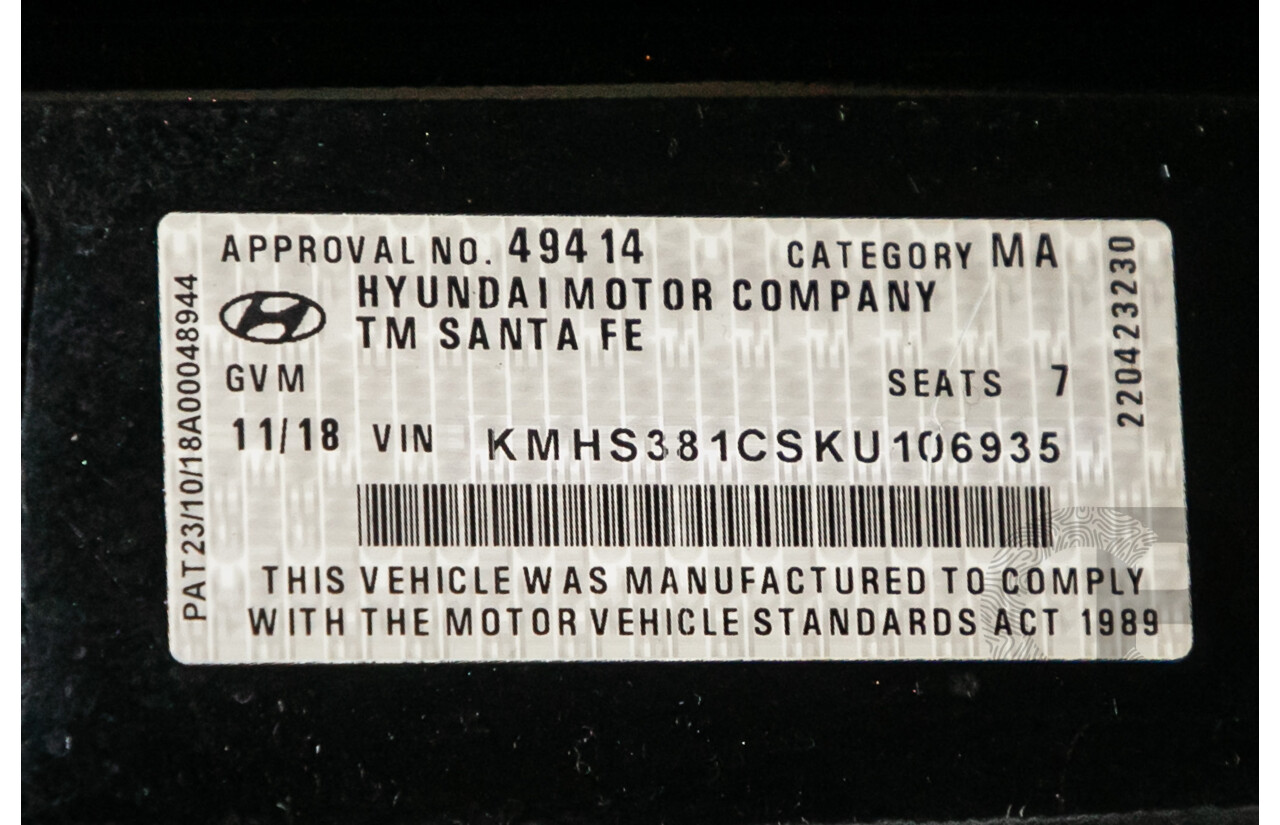 APPROVAL NO. 49414 CATEGORY MA
HYUNDAI MOTOR COMPANY
TM SANTA FE
GVM SEATS 7
11/18 VIN KMHS381CSKU106935
THIS VEHICLE WAS MANUFACTURED TO COMPLY
WITH THE MOTOR VEHICLE STANDARDS ACT 1989
PAT23/10/18A00048944
220423230